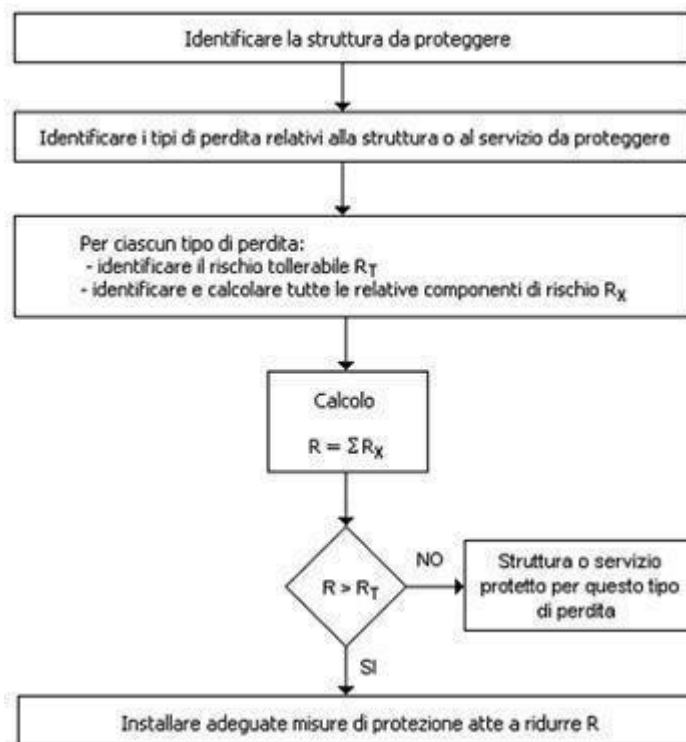 Identificare la struttura da proteggere
Identificare i tipi di perdita relativi alla struttura o al servizio da proteggere
Per ciascun tipo di perdita:
- identificare il rischio tollerabile RT
- identificare e calcolare tutte le relative componenti di rischio RX
Calcolo
R = ΣRX
R > RT
NO
Struttura o servizio
protetto per questo tipo
di perdita
SI
Installare adeguate misure di protezione atte a ridurre R